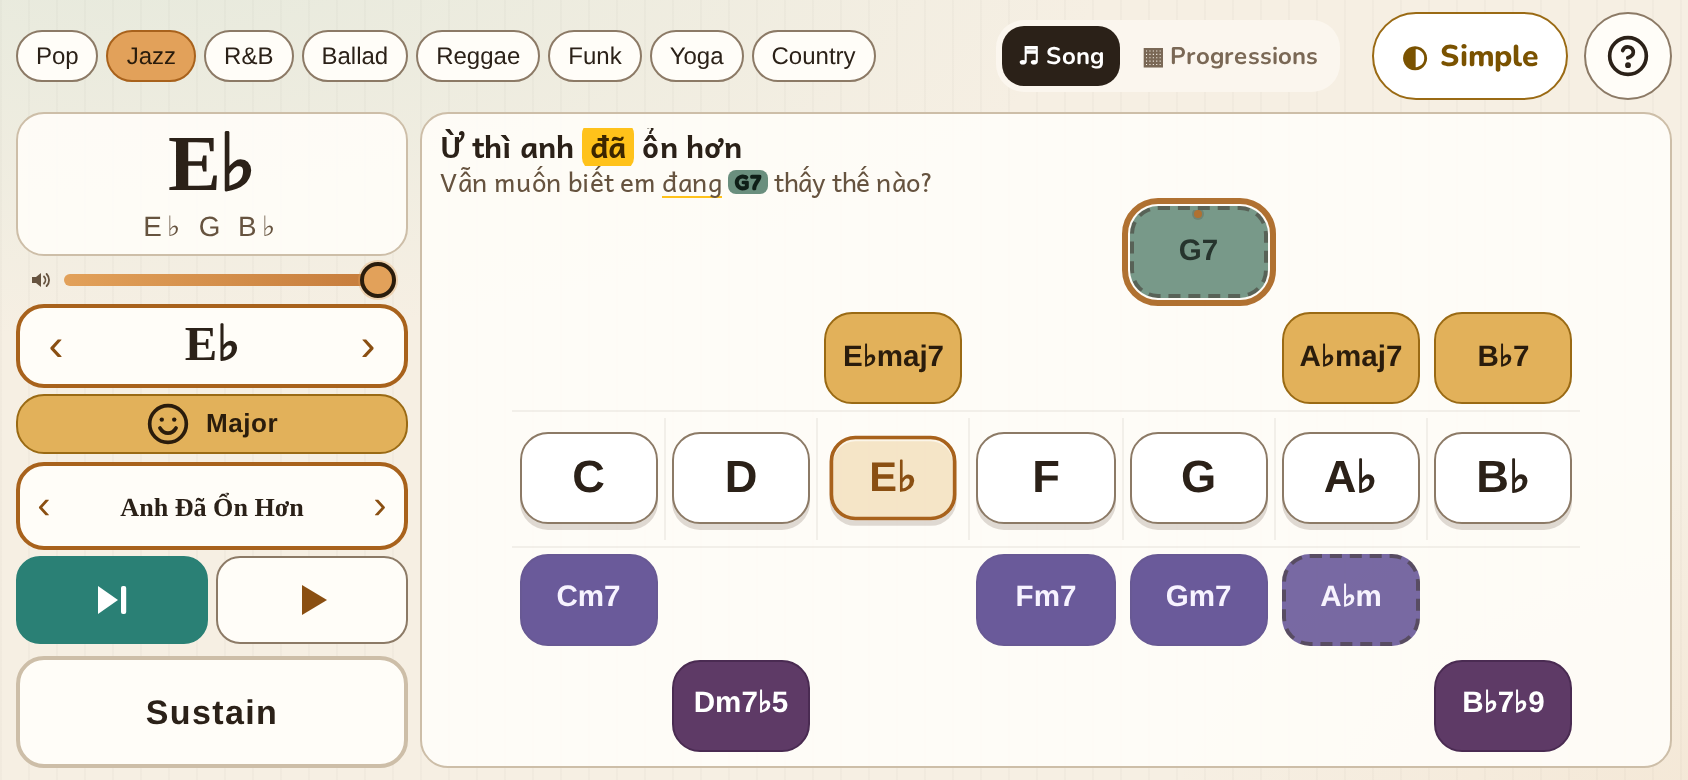 Pop Jazz R&B Ballad Reggae Funk Yoga Country Song Progressions Simple
E♭
E♭ G B♭
E♭
Major
Anh Đã Ổn Hơn
Sustain
Ừ thì anh đã ổn hơn
Vẫn muốn biết em đang G7 thấy thế nào?
G7
E♭maj7 A♭maj7 B♭7
C D E♭ F G A♭ B♭
Cm7 Fm7 Gm7 A♭m
Dm7♭5 B♭7♭9